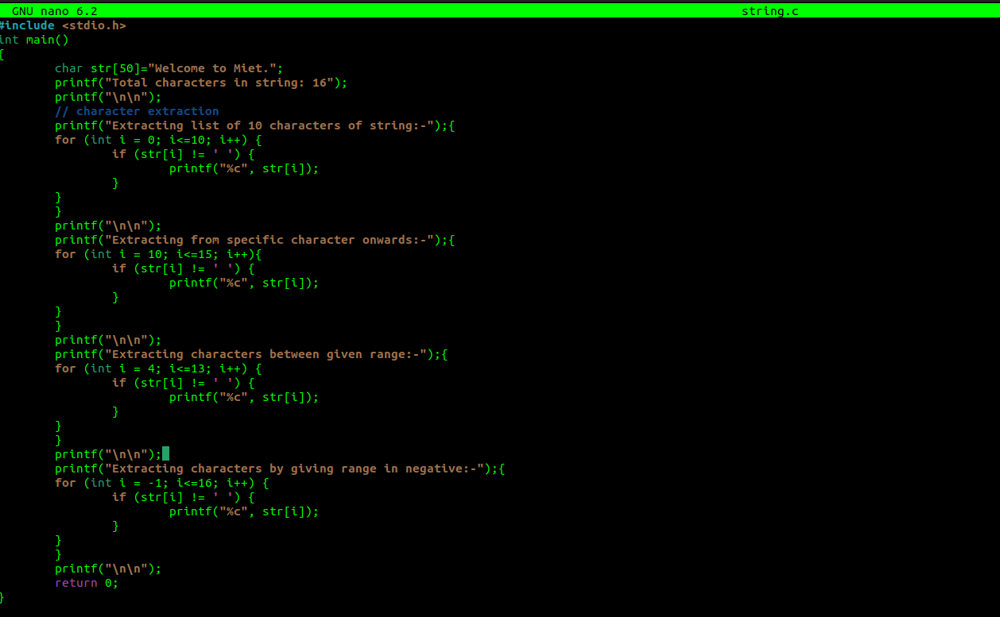 GNU nano 6.2 string.c
#include <stdio.h>
int main()
{
        char str[50]="Welcome to Miet.";
        printf("Total characters in string: 16");
        printf("\n\n");
        // character extraction
        printf("Extracting list of 10 characters of string:-");{
        for (int i = 0; i<=10; i++) {
                if (str[i] != ' ') {
                        printf("%c", str[i]);
                }
        }
        }
        printf("\n\n");
        printf("Extracting from specific character onwards:-");{
        for (int i = 10; i<=15; i++){
                if (str[i] != ' ') {
                        printf("%c", str[i]);
                }
        }
        }
        printf("\n\n");
        printf("Extracting characters between given range:-");{
        for (int i = 4; i<=13; i++) {
                if (str[i] != ' ') {
                        printf("%c", str[i]);
                }
        }
        }
        printf("\n\n");
        printf("Extracting characters by giving range in negative:-");{
        for (int i = -1; i<=16; i++) {
                if (str[i] != ' ') {
                        printf("%c", str[i]);
                }
        }
        }
        printf("\n\n");
        return 0;
}